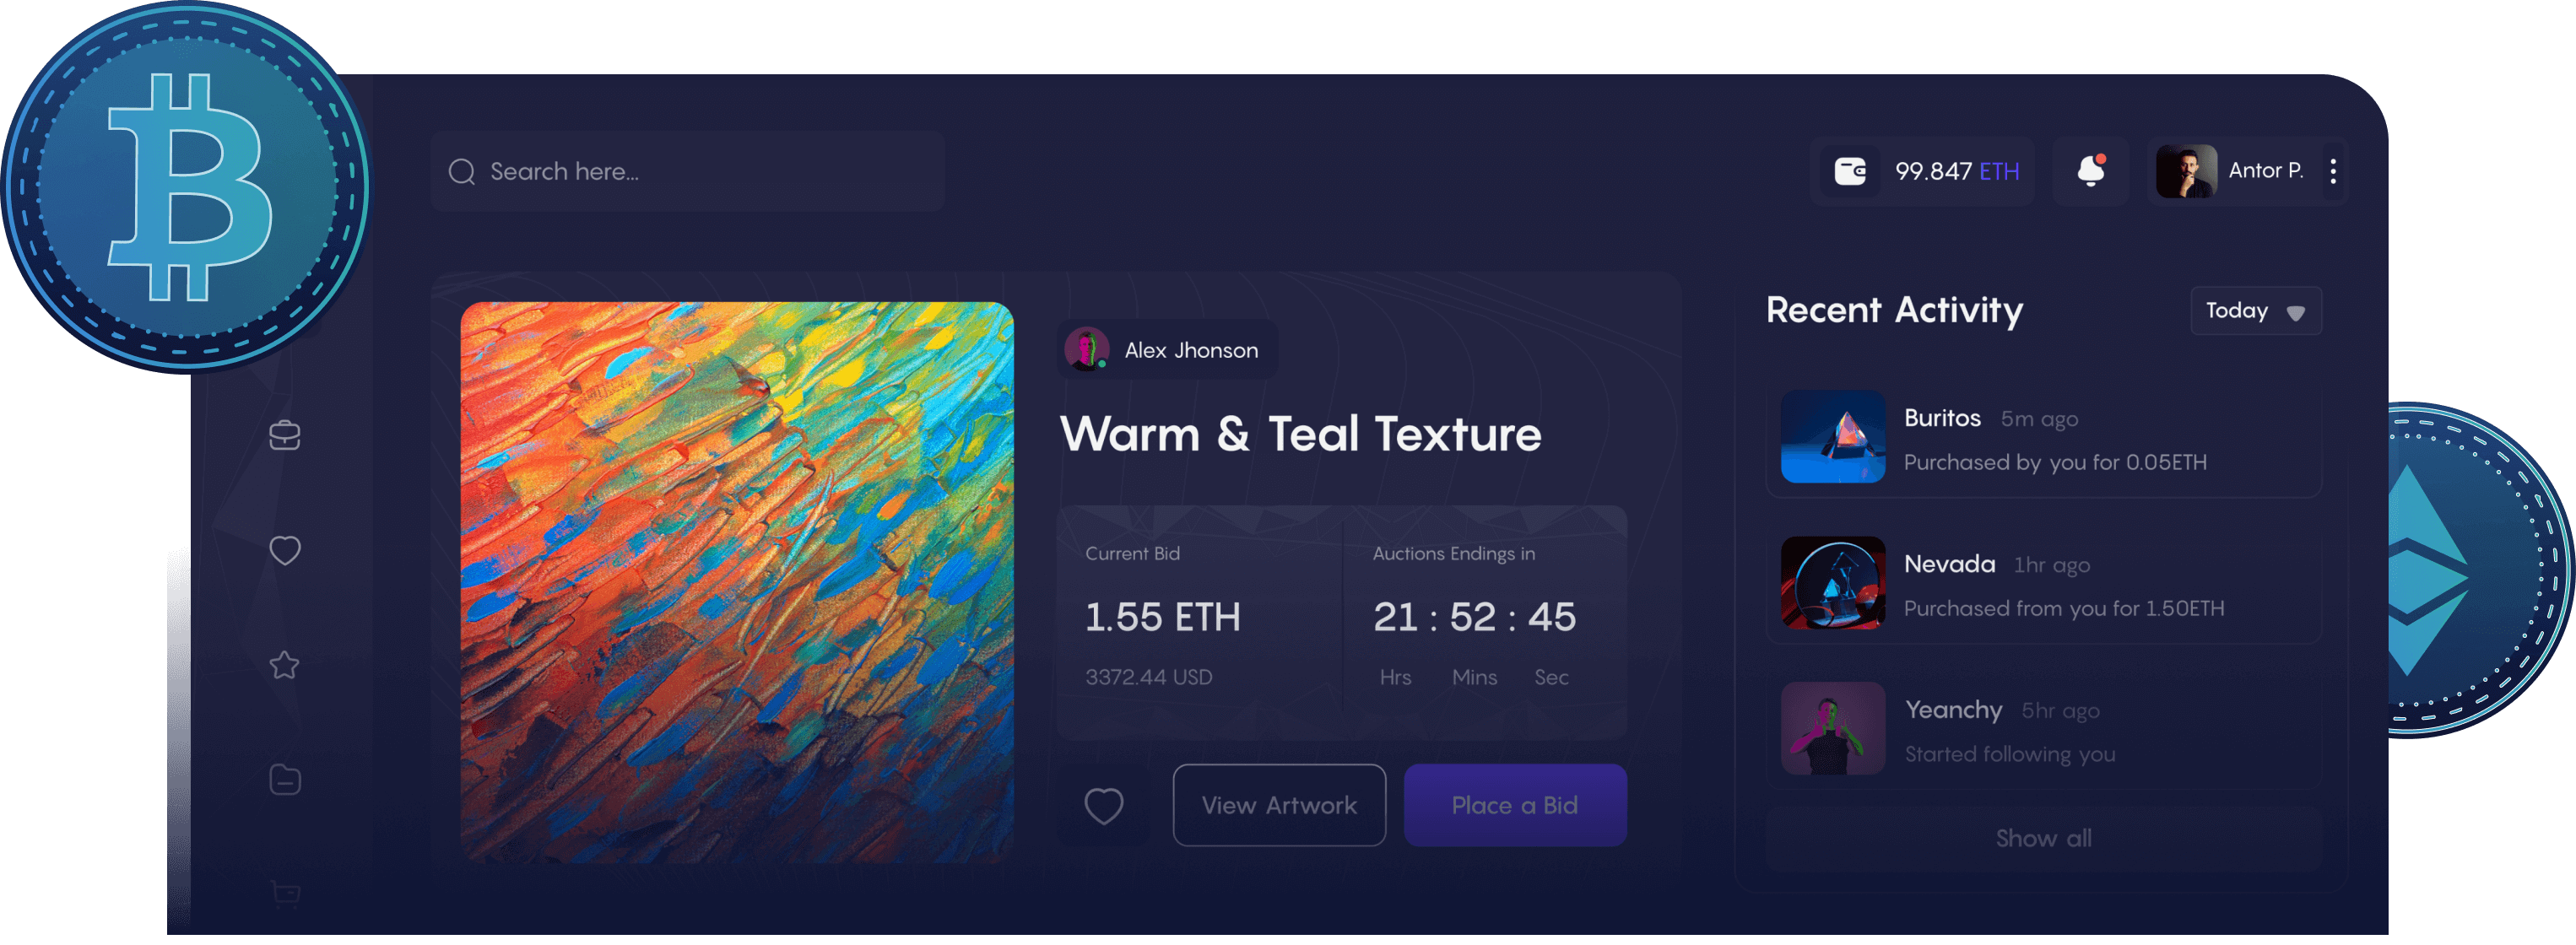 Search here...
99.847 ETH
Antor P.
Alex Jhonson
Warm & Teal Texture
Current Bid
1.55 ETH
3372.44 USD
Auctions Endings in
21 : 52 : 45
Hrs Mins Sec
View Artwork
Place a Bid
Recent Activity
Today
Buritos 5m ago
Purchased by you for 0.05ETH
Nevada 1hr ago
Purchased from you for 1.50ETH
Yeanchy 5hr ago
Started following you
Show all